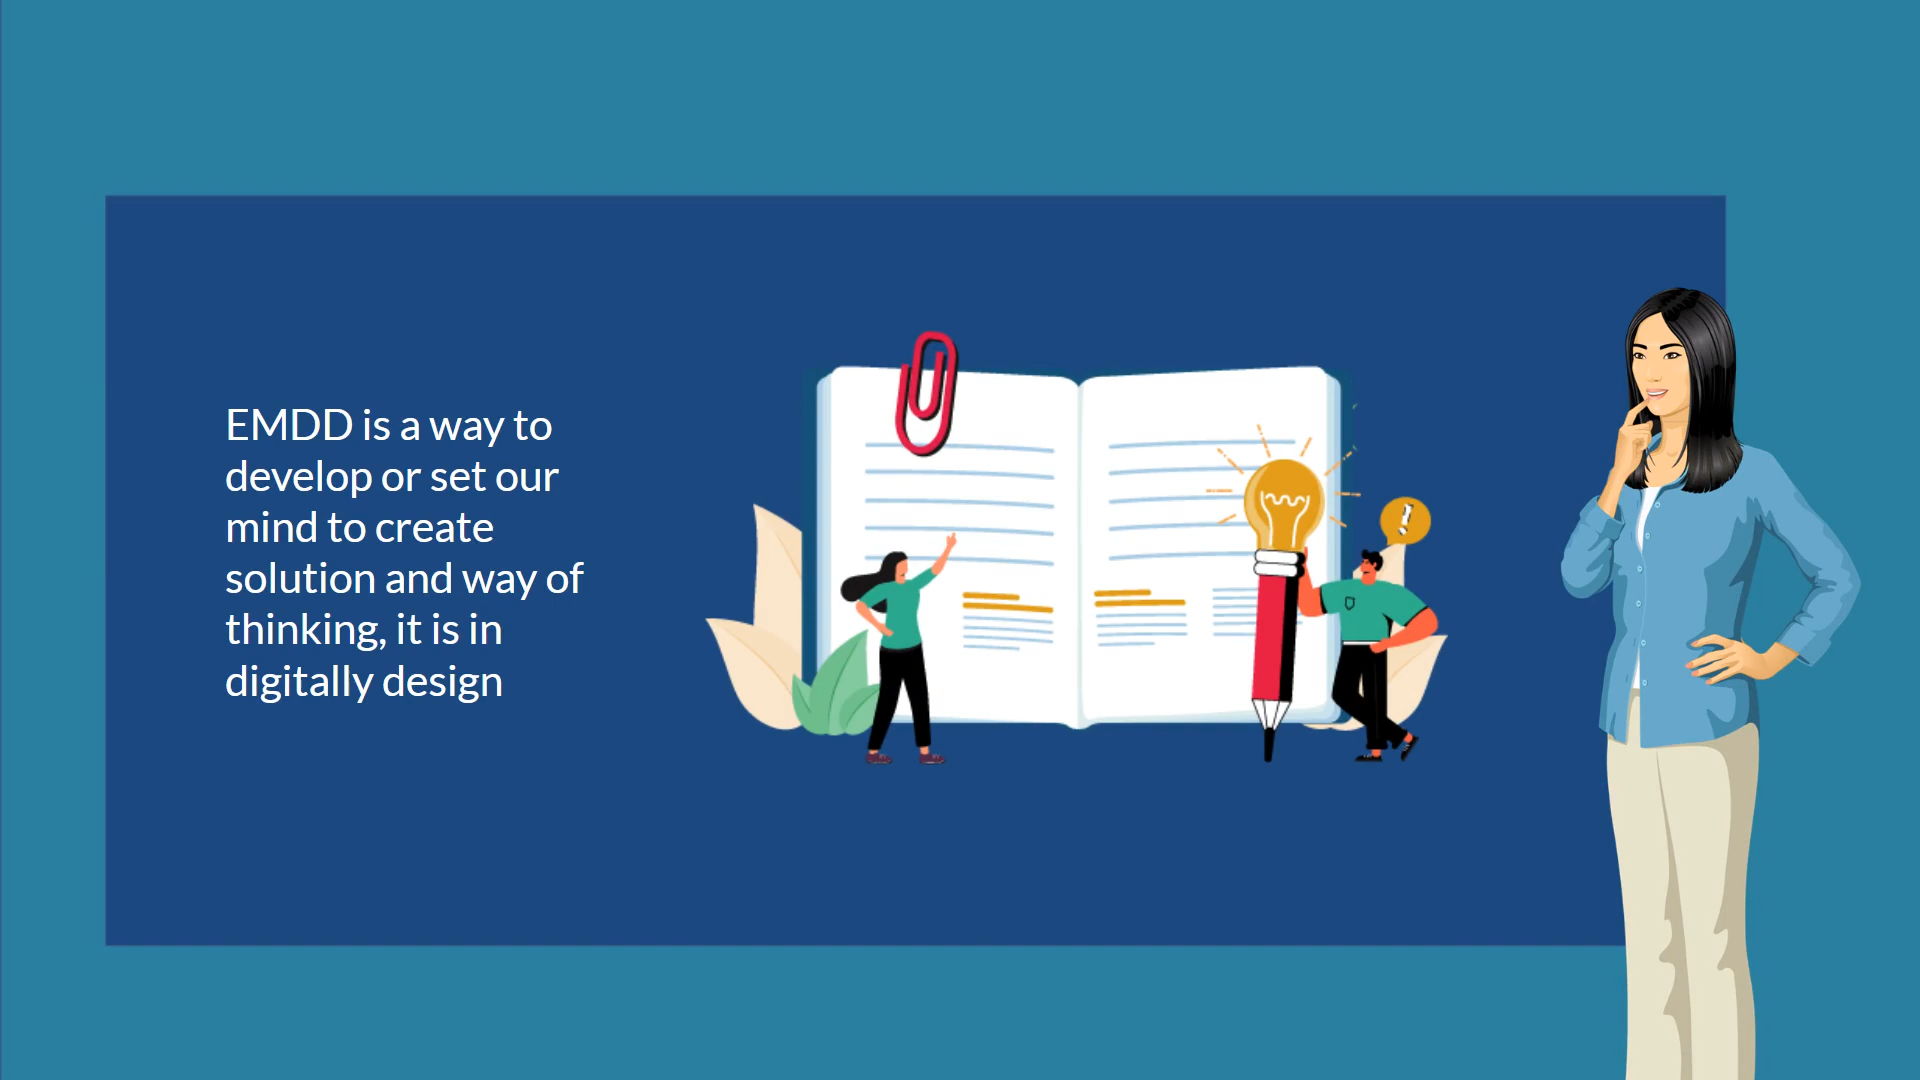 EMDD is a way to
develop or set our
mind to create
solution and way of
thinking, it is in
digitally design
!